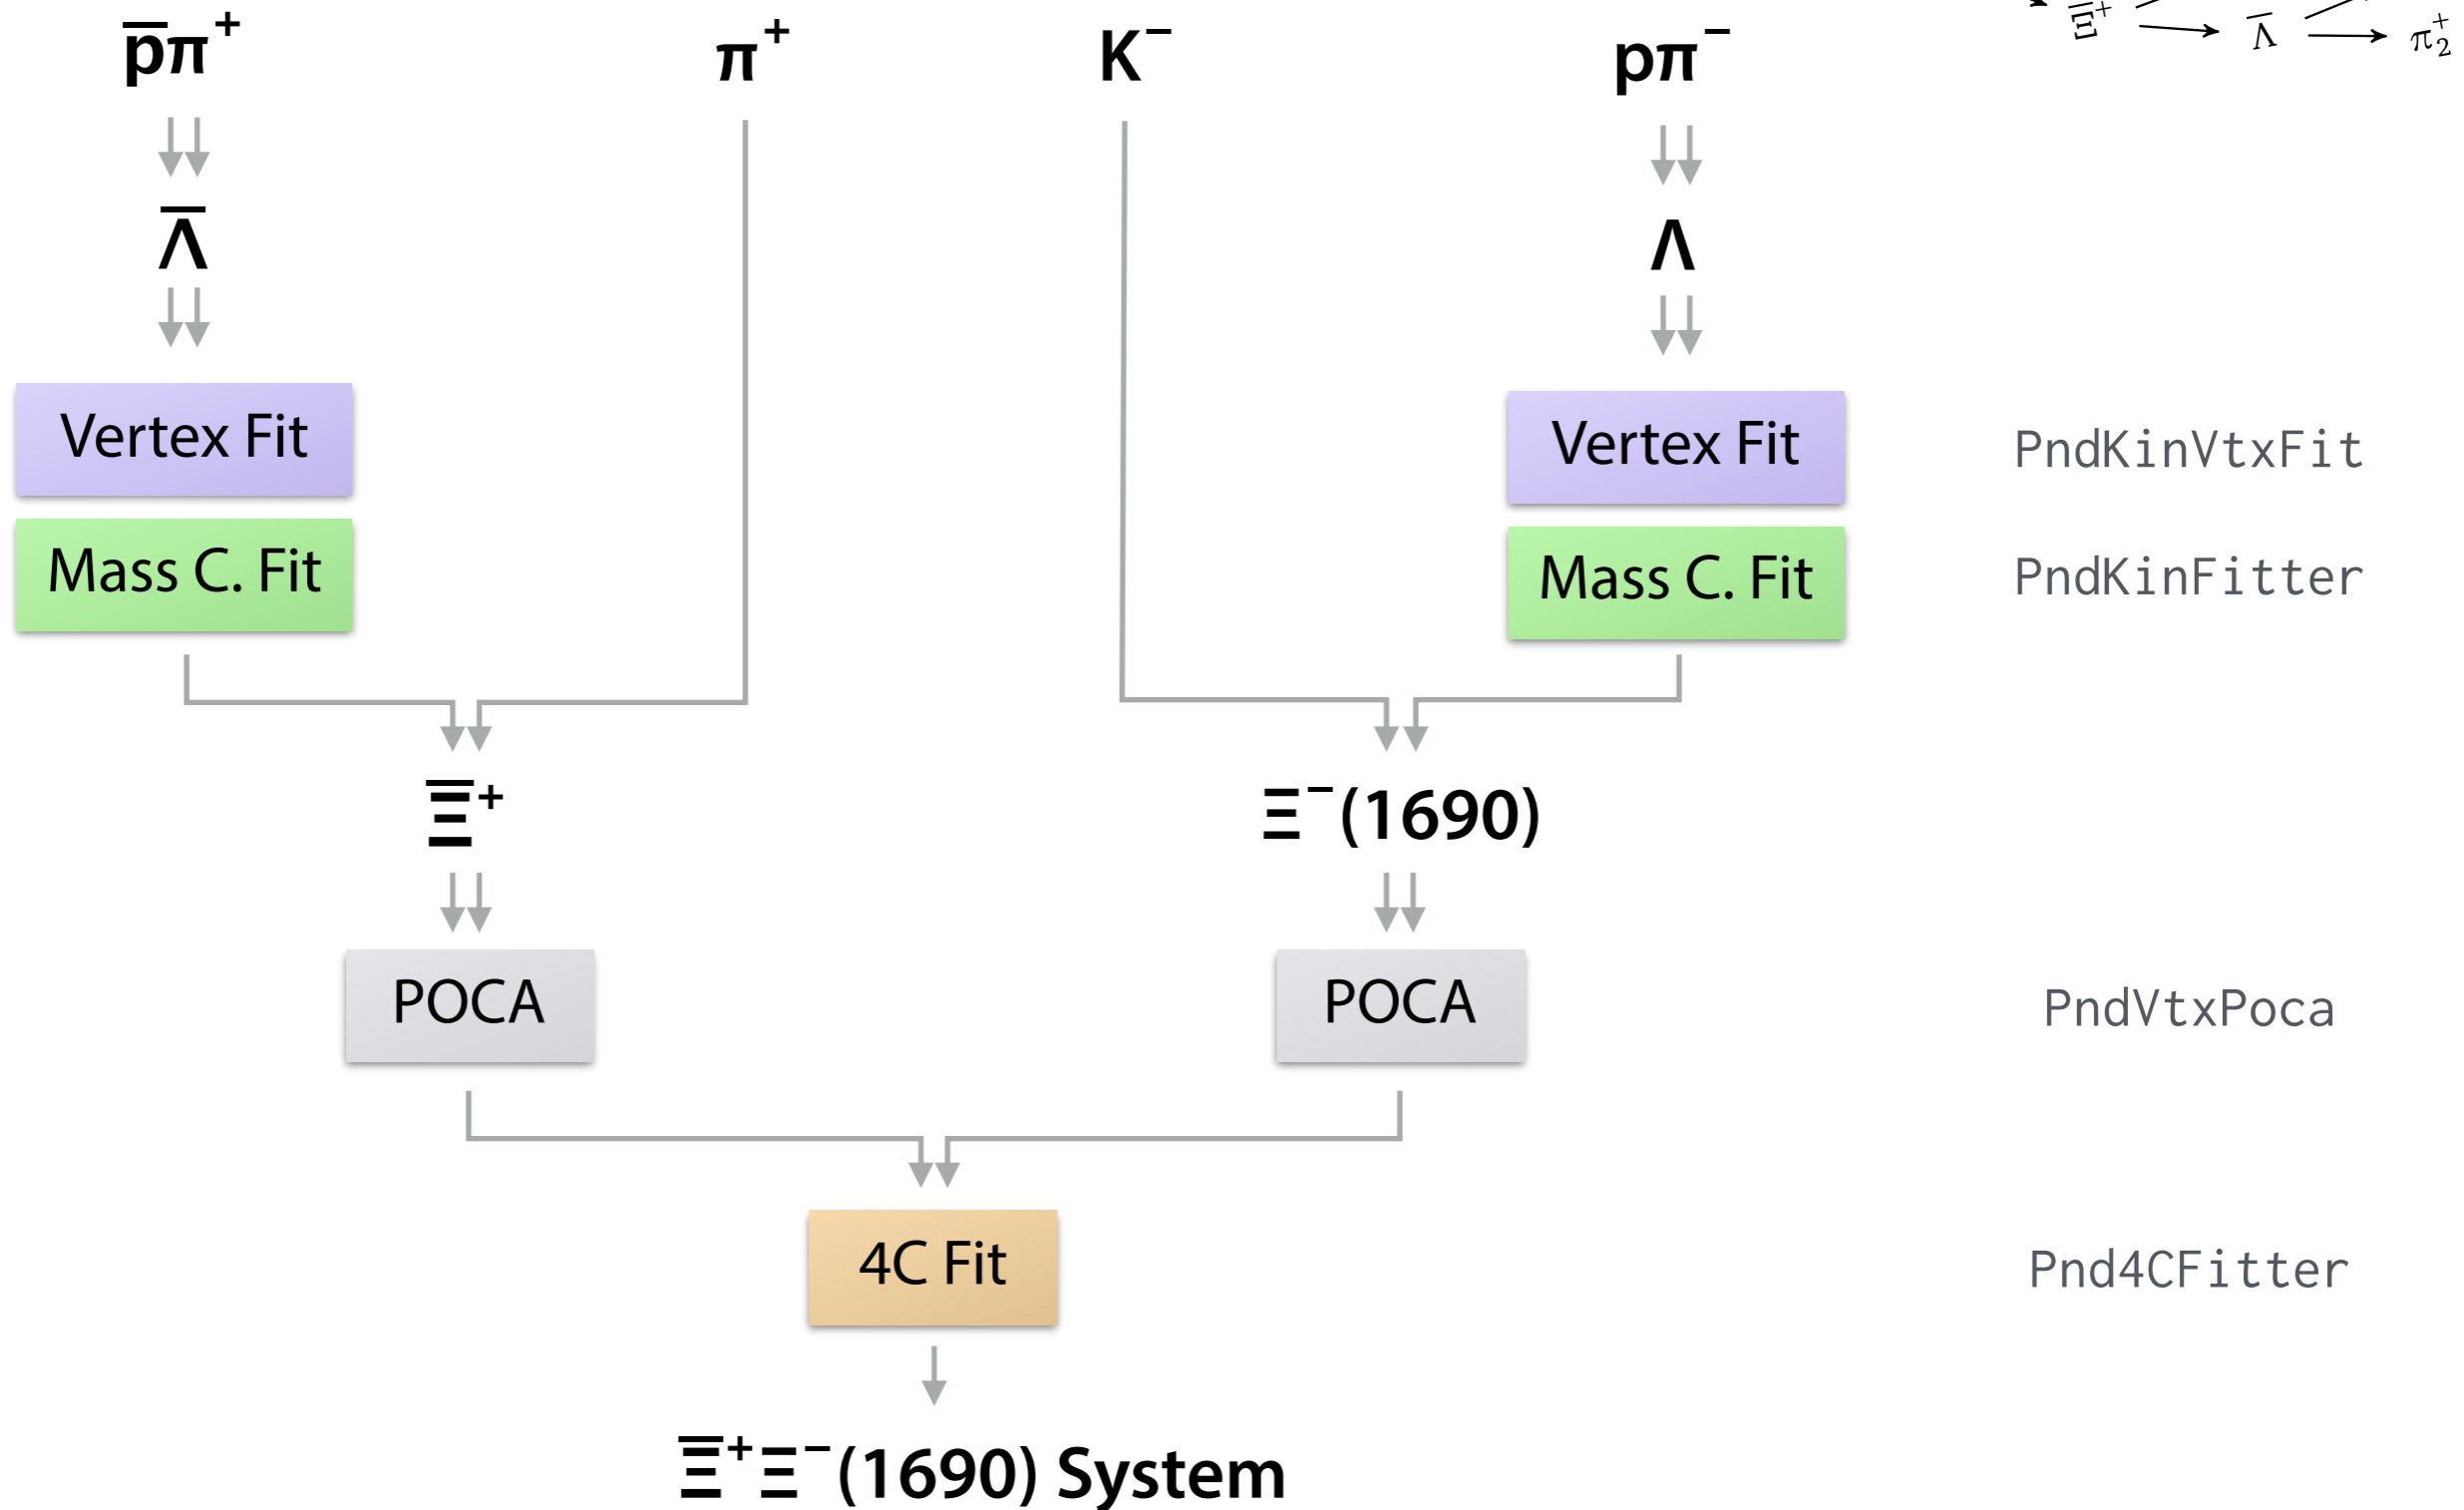 p̅π⁺ π⁺ K⁻ pπ⁻
Ξ̅⁺ Λ̅ π₂⁺
Λ̅ Λ
Vertex Fit Vertex Fit PndKinVtxFit
Mass C. Fit Mass C. Fit PndKinFitter
Ξ̅⁺ Ξ⁻(1690)
POCA POCA PndVtxPoca
4C Fit Pnd4CFitter
Ξ̅⁺Ξ⁻(1690) System